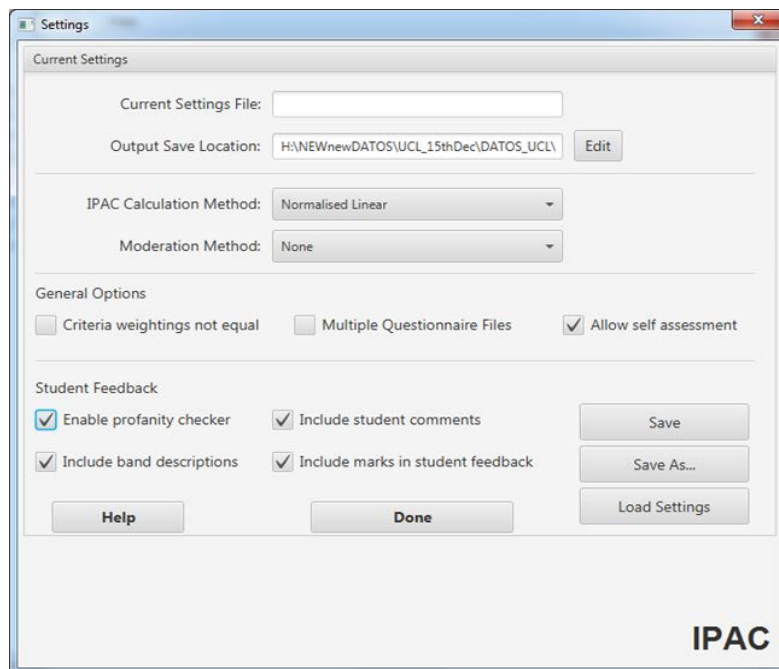 Settings
Current Settings
Current Settings File:
Output Save Location: H:\NEWnewDATOS\UCL_15thDec\DATOS_UCL\ Edit
IPAC Calculation Method: Normalised Linear
Moderation Method: None
General Options
Criteria weightings not equal Multiple Questionnaire Files Allow self assessment
Student Feedback
Enable profanity checker Include student comments Save
Include band descriptions Include marks in student feedback Save As...
Load Settings
Help Done
IPAC